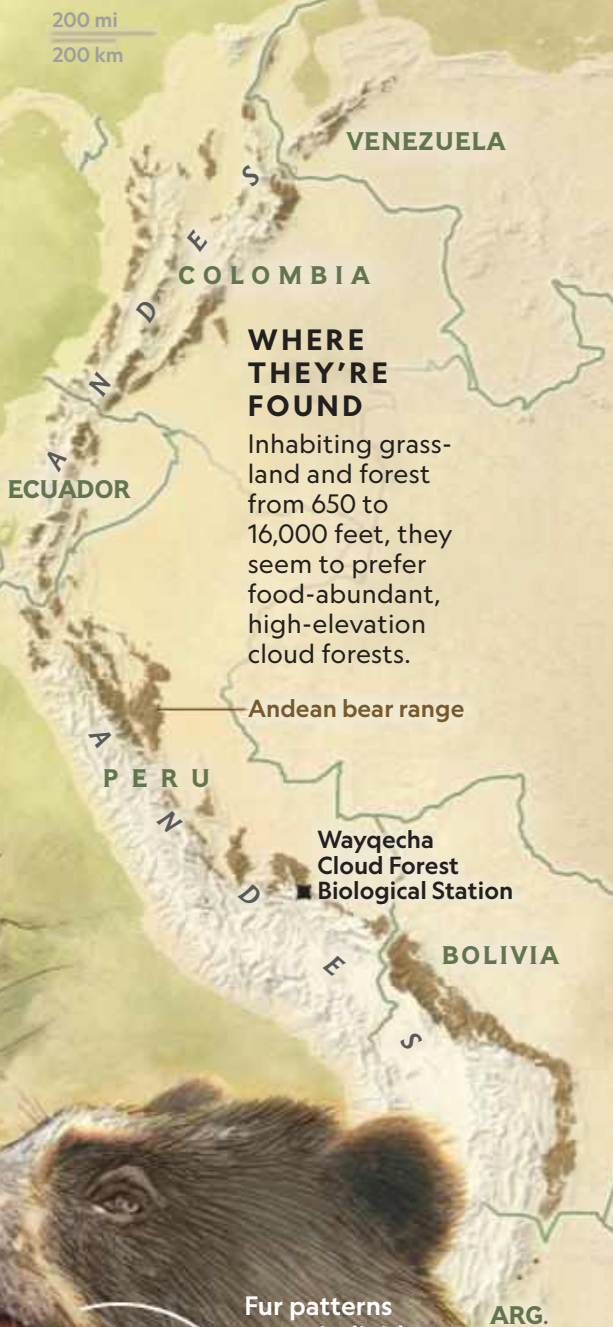 200 mi
200 km
VENEZUELA
COLOMBIA
ANDES
WHERE
THEY’RE
FOUND
Inhabiting grass-
land and forest
from 650 to
16,000 feet, they
seem to prefer
food-abundant,
high-elevation
cloud forests.
ECUADOR
Andean bear range
PERU
ANDES
Wayqecha
Cloud Forest
Biological Station
BOLIVIA
Fur patterns
ARG.